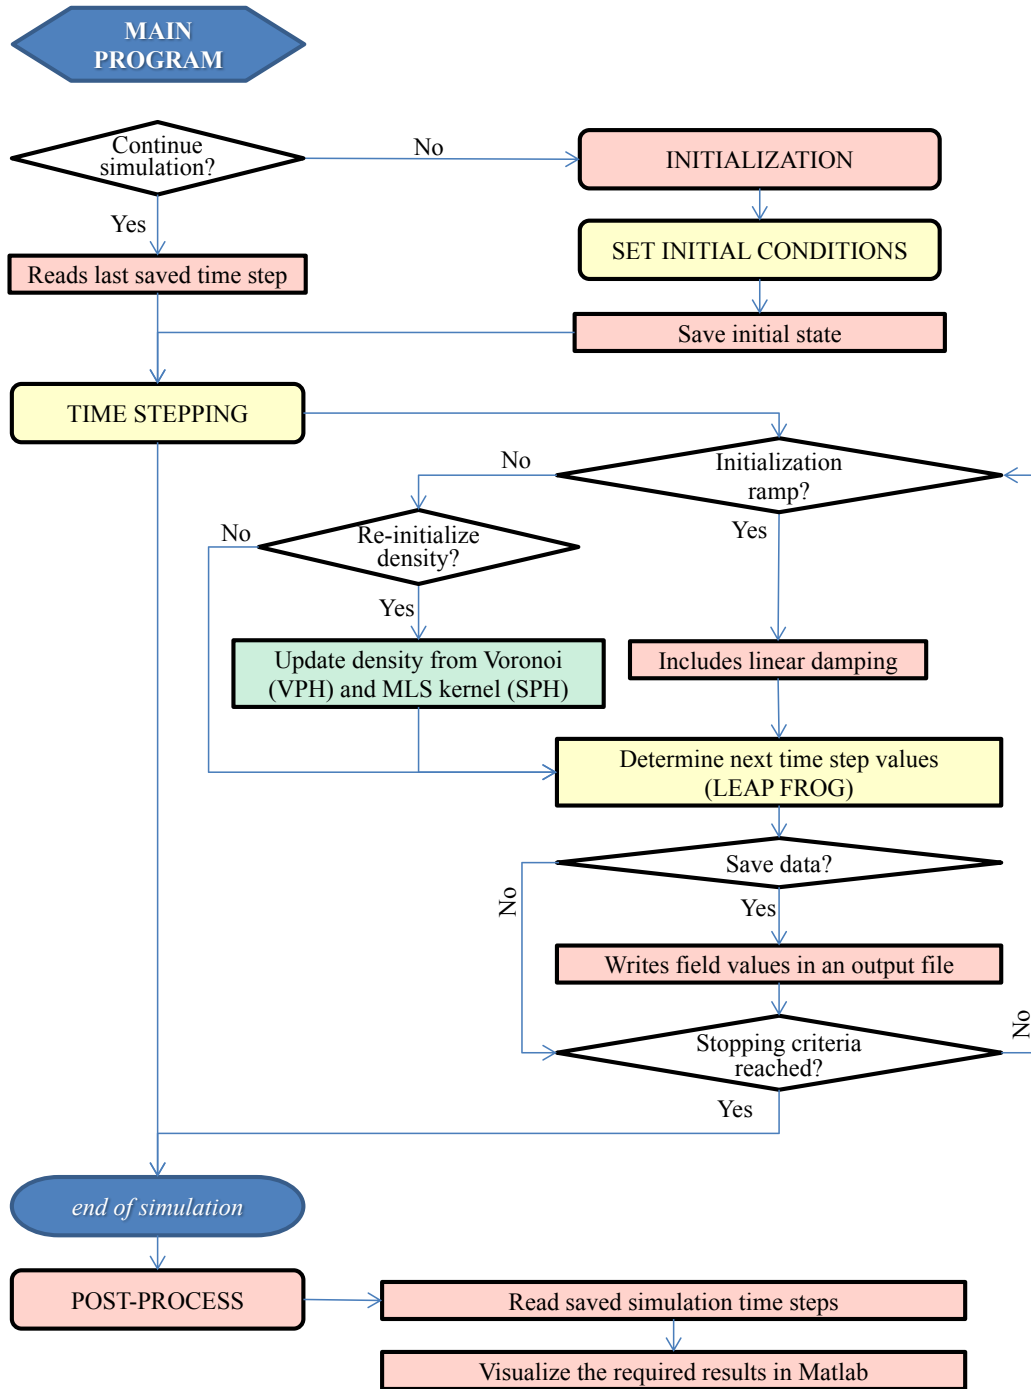 MAIN
PROGRAM
Continue
simulation?
No
INITIALIZATION
Yes
SET INITIAL CONDITIONS
Reads last saved time step
Save initial state
TIME STEPPING
Initialization
ramp?
No
Yes
Re-initialize
density?
No
Yes
Update density from Voronoi
(VPH) and MLS kernel (SPH)
Includes linear damping
Determine next time step values
(LEAP FROG)
Save data?
No
Yes
Writes field values in an output file
Stopping criteria
reached?
No
Yes
end of simulation
POST-PROCESS
Read saved simulation time steps
Visualize the required results in Matlab